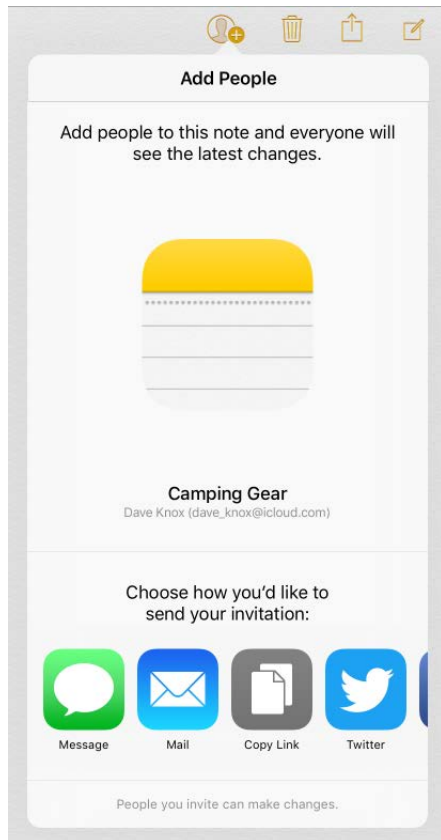 Add People
Add people to this note and everyone will
see the latest changes.
Camping Gear
Dave Knox (dave_knox@icloud.com)
Choose how you’d like to
send your invitation:
Message Mail Copy Link Twitter
People you invite can make changes.